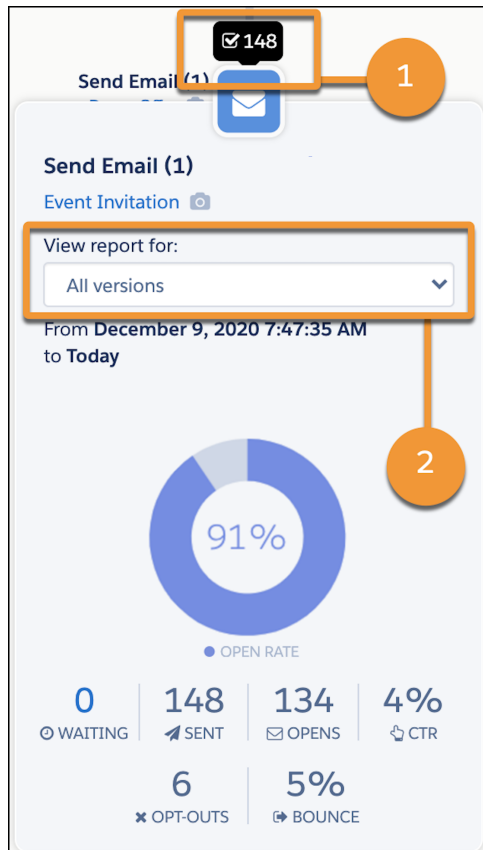 148
1
Send Email (1)
Send Email (1)
Event Invitation
View report for:
All versions
From December 9, 2020 7:47:35 AM
to Today
2
91%
OPEN RATE
0 148 134 4%
WAITING SENT OPENS CTR
6 5%
OPT-OUTS BOUNCE